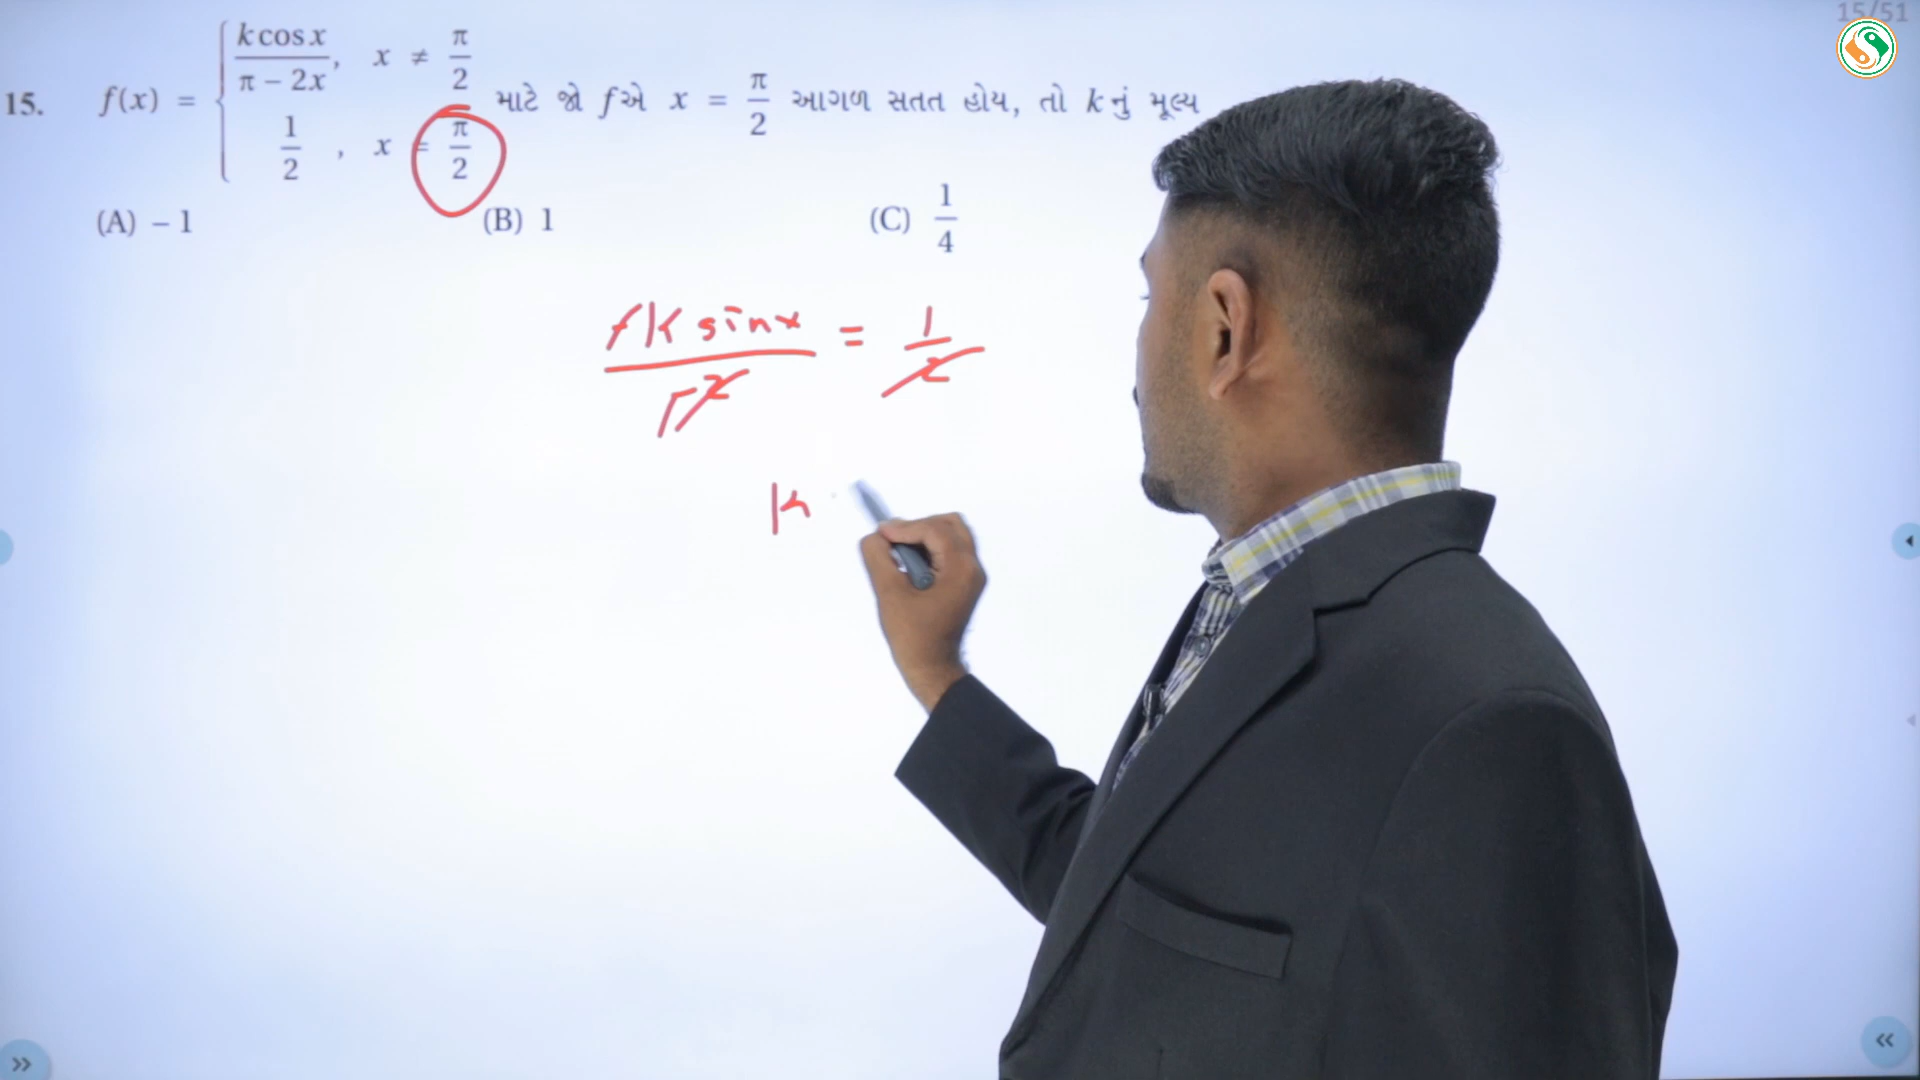 15/51
15. f(x) = { k cos x / π – 2x , x ≠ π/2
1/2 , x = π/2
માટે જો f એ x = π/2 આગળ સતત હોય, તો k નું મૂલ્ય
(A) – 1 (B) 1 (C) 1/4
k sin x / 2 = 1/2
k